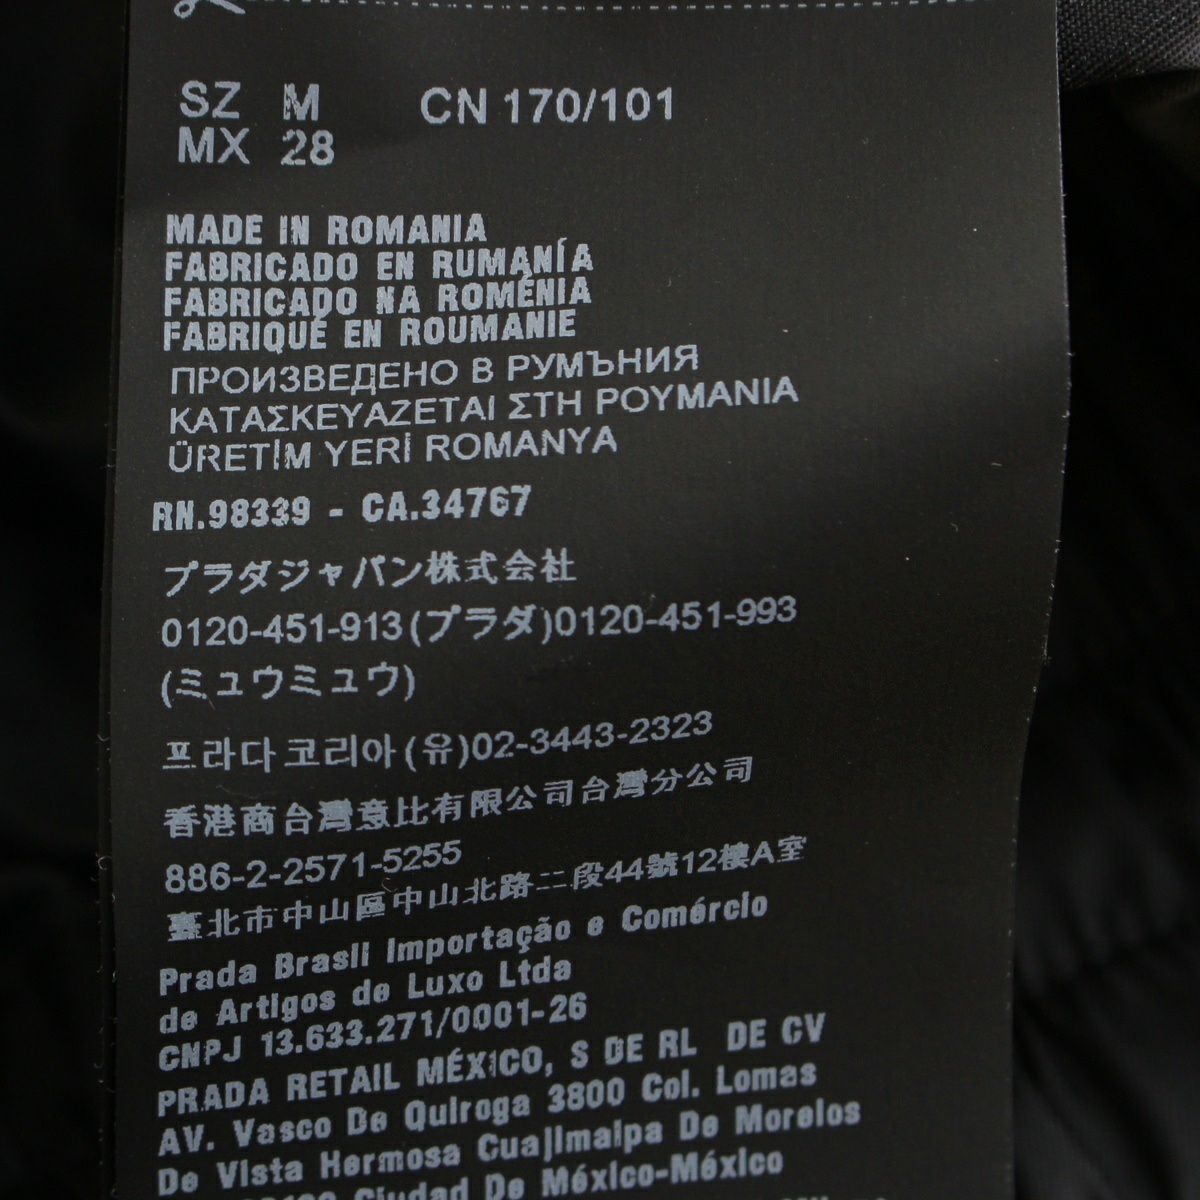 SZ M CN 170/101
MX 28
MADE IN ROMANIA
FABRICADO EN RUMANÍA
FABRICADO NA ROMÉNIA
FABRIQUÉ EN ROUMANIE
ПРОИЗВЕДЕНО В РУМЪНИЯ
ΚΑΤΑΣΚΕΥΑΖΕΤΑΙ ΣΤΗ ΡΟΥΜΑΝΙΑ
ÜRETİM YERİ ROMANYA
RN.98339 - CA.34767
プラダジャパン株式会社
0120-451-913(プラダ)0120-451-993
(ミュウミュウ)
프라다코리아(유)02-3443-2323
香港商台灣意比有限公司台灣分公司
886-2-2571-5255
臺北市中山區中山北路二段44號12樓A室
Prada Brasil Importação e Comércio
de Artigos de Luxo Ltda
CNPJ 13.633.271/0001-26
PRADA RETAIL MÉXICO, S DE RL DE CV
AV. Vasco De Quiroga 3800 Col. Lomas
De Vista Hermosa Cuajimalpa De Morelos
Ciudad De México-México